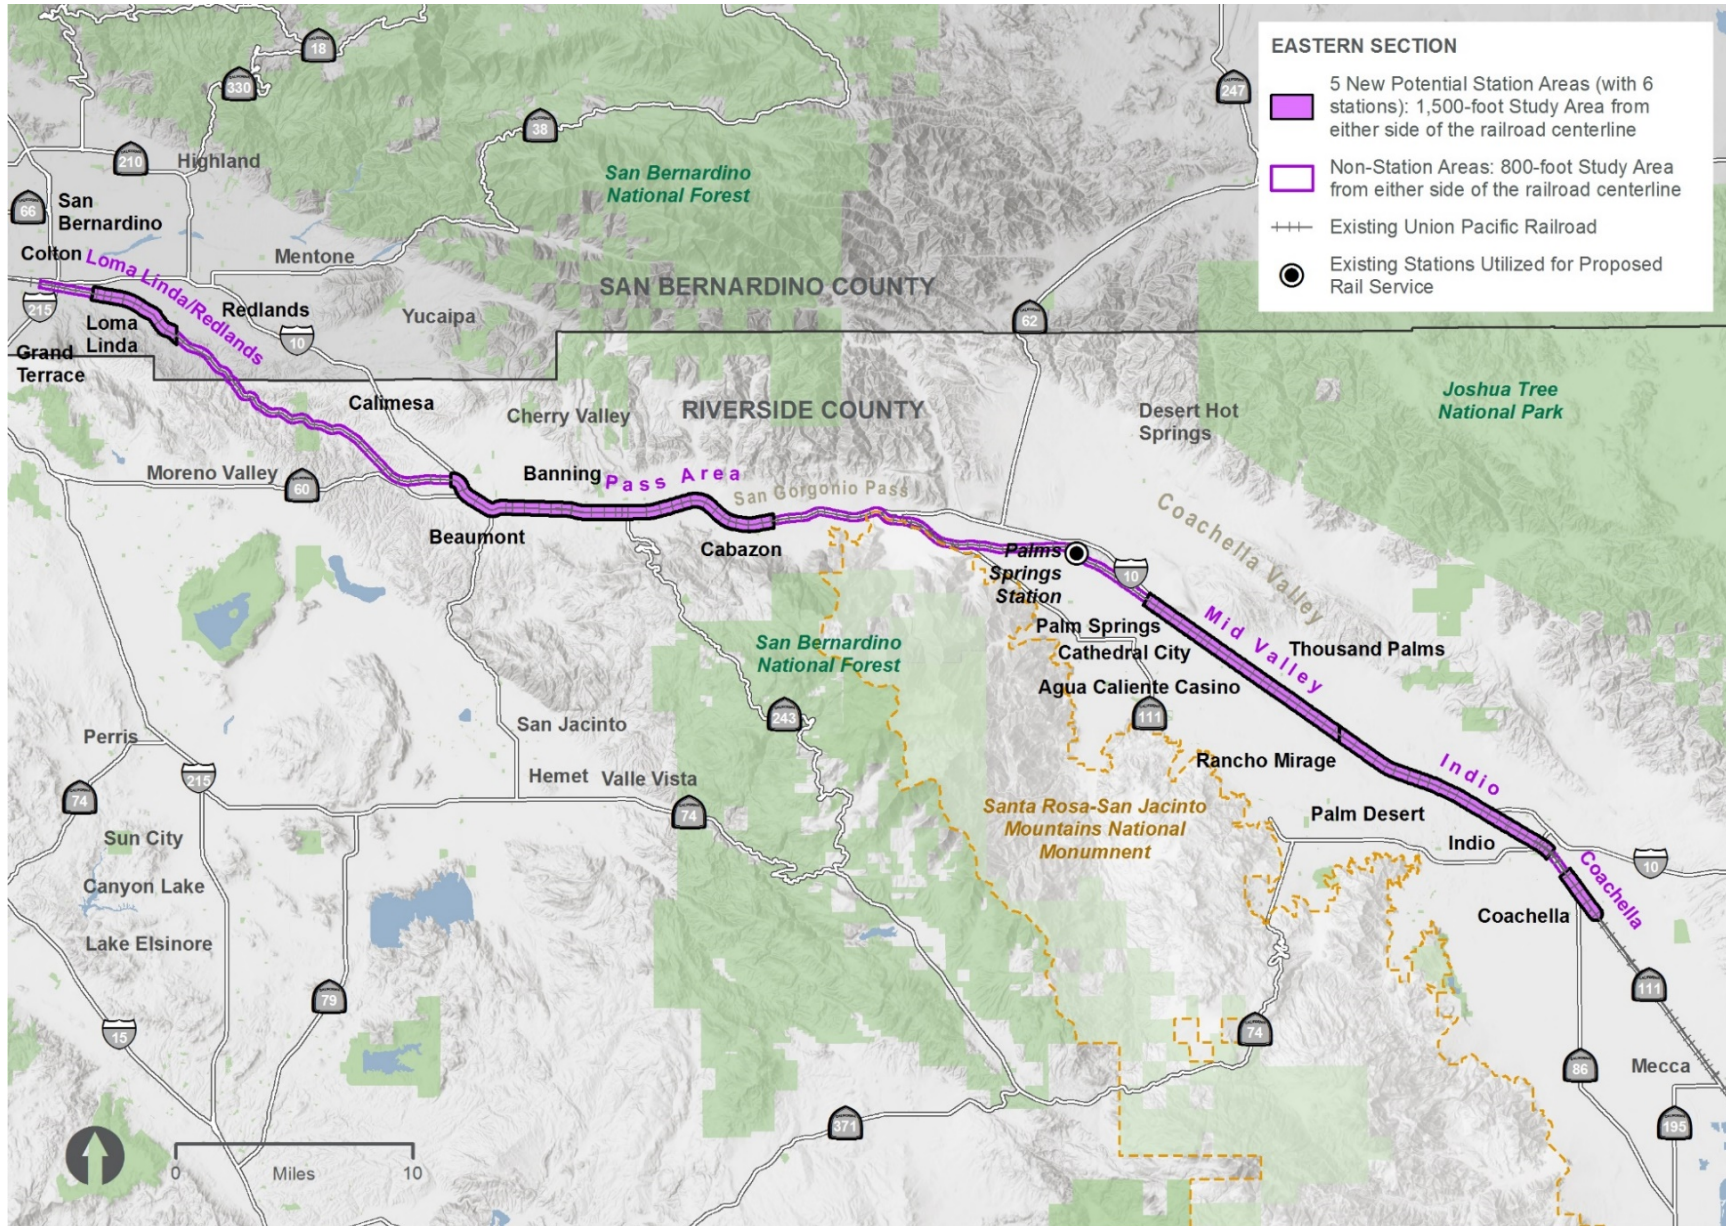 EASTERN SECTION
5 New Potential Station Areas (with 6
stations): 1,500-foot Study Area from
either side of the railroad centerline
Non-Station Areas: 800-foot Study Area
from either side of the railroad centerline
Existing Union Pacific Railroad
Existing Stations Utilized for Proposed
Rail Service
18
330
247
38
210
Highland
San Bernardino
National Forest
66
San
Bernardino
Colton
Loma Linda/Redlands
Mentone
SAN BERNARDINO COUNTY
215
Loma
Linda
Redlands
Yucaipa
10
62
Grand
Terrace
Calimesa
Cherry Valley
RIVERSIDE COUNTY
Desert Hot
Springs
Joshua Tree
National Park
Moreno Valley
60
Banning
Pass Area
San Gorgonio Pass
Coachella Valley
Beaumont
Cabazon
Palms
Springs
Station
10
Mid Valley
Palm Springs
Cathedral City
Thousand Palms
San Bernardino
National Forest
Agua Caliente Casino
243
111
San Jacinto
Perris
215
Hemet
Valle Vista
74
74
Rancho Mirage
Indio
Santa Rosa-San Jacinto
Mountains National
Monumnent
Palm Desert
Indio
10
Sun City
Canyon Lake
Lake Elsinore
Coachella
Coachella
79
15
74
111
86
Mecca
371
195
0
Miles
10